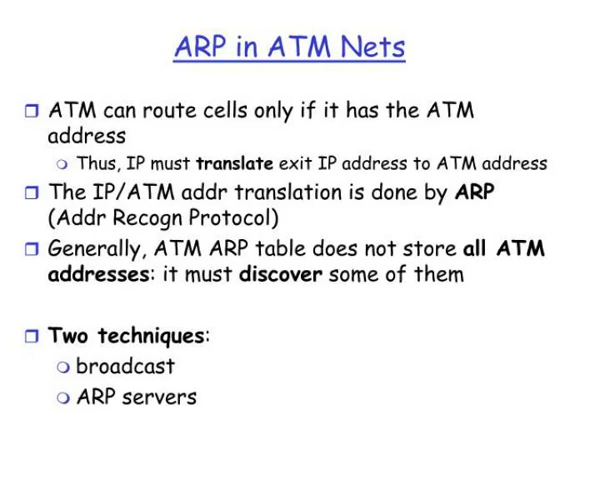 ARP in ATM Nets
ATM can route cells only if it has the ATM
address
Thus, IP must translate exit IP address to ATM address
The IP/ATM addr translation is done by ARP
(Addr Recogn Protocol)
Generally, ATM ARP table does not store all ATM
addresses: it must discover some of them
Two techniques:
broadcast
ARP servers